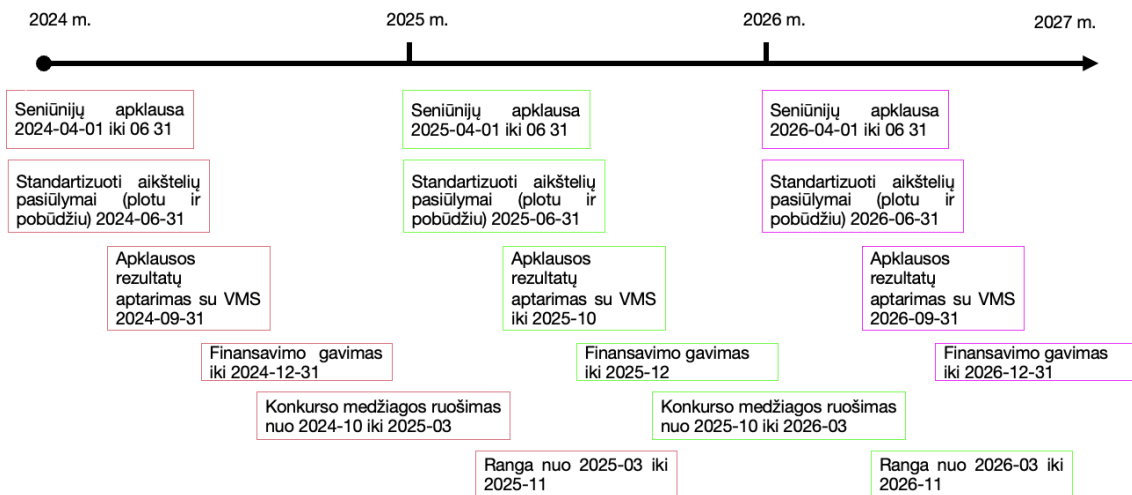 2024 m.
2025 m.
2026 m.
2027 m.
Seniūnijų apklausa
2024-04-01 iki 06 31
Seniūnijų apklausa
2025-04-01 iki 06 31
Seniūnijų apklausa
2026-04-01 iki 06 31
Standartizuoti aikštelių
pasiūlymai (plotu ir
pobūdžiu) 2024-06-31
Standartizuoti aikštelių
pasiūlymai (plotu ir
pobūdžiu) 2025-06-31
Standartizuoti aikštelių
pasiūlymai (plotu ir
pobūdžiu) 2026-06-31
Apklausos
rezultatų
aptarimas su VMS
2024-09-31
Apklausos
rezultatų
aptarimas su VMS
iki 2025-10
Apklausos
rezultatų
aptarimas su VMS
2026-09-31
Finansavimo gavimas
iki 2024-12-31
Finansavimo gavimas
iki 2025-12
Finansavimo gavimas
iki 2026-12-31
Konkurso medžiagos ruošimas
nuo 2024-10 iki 2025-03
Konkurso medžiagos ruošimas
nuo 2025-10 iki 2026-03
Ranga nuo 2025-03 iki
2025-11
Ranga nuo 2026-03 iki
2026-11